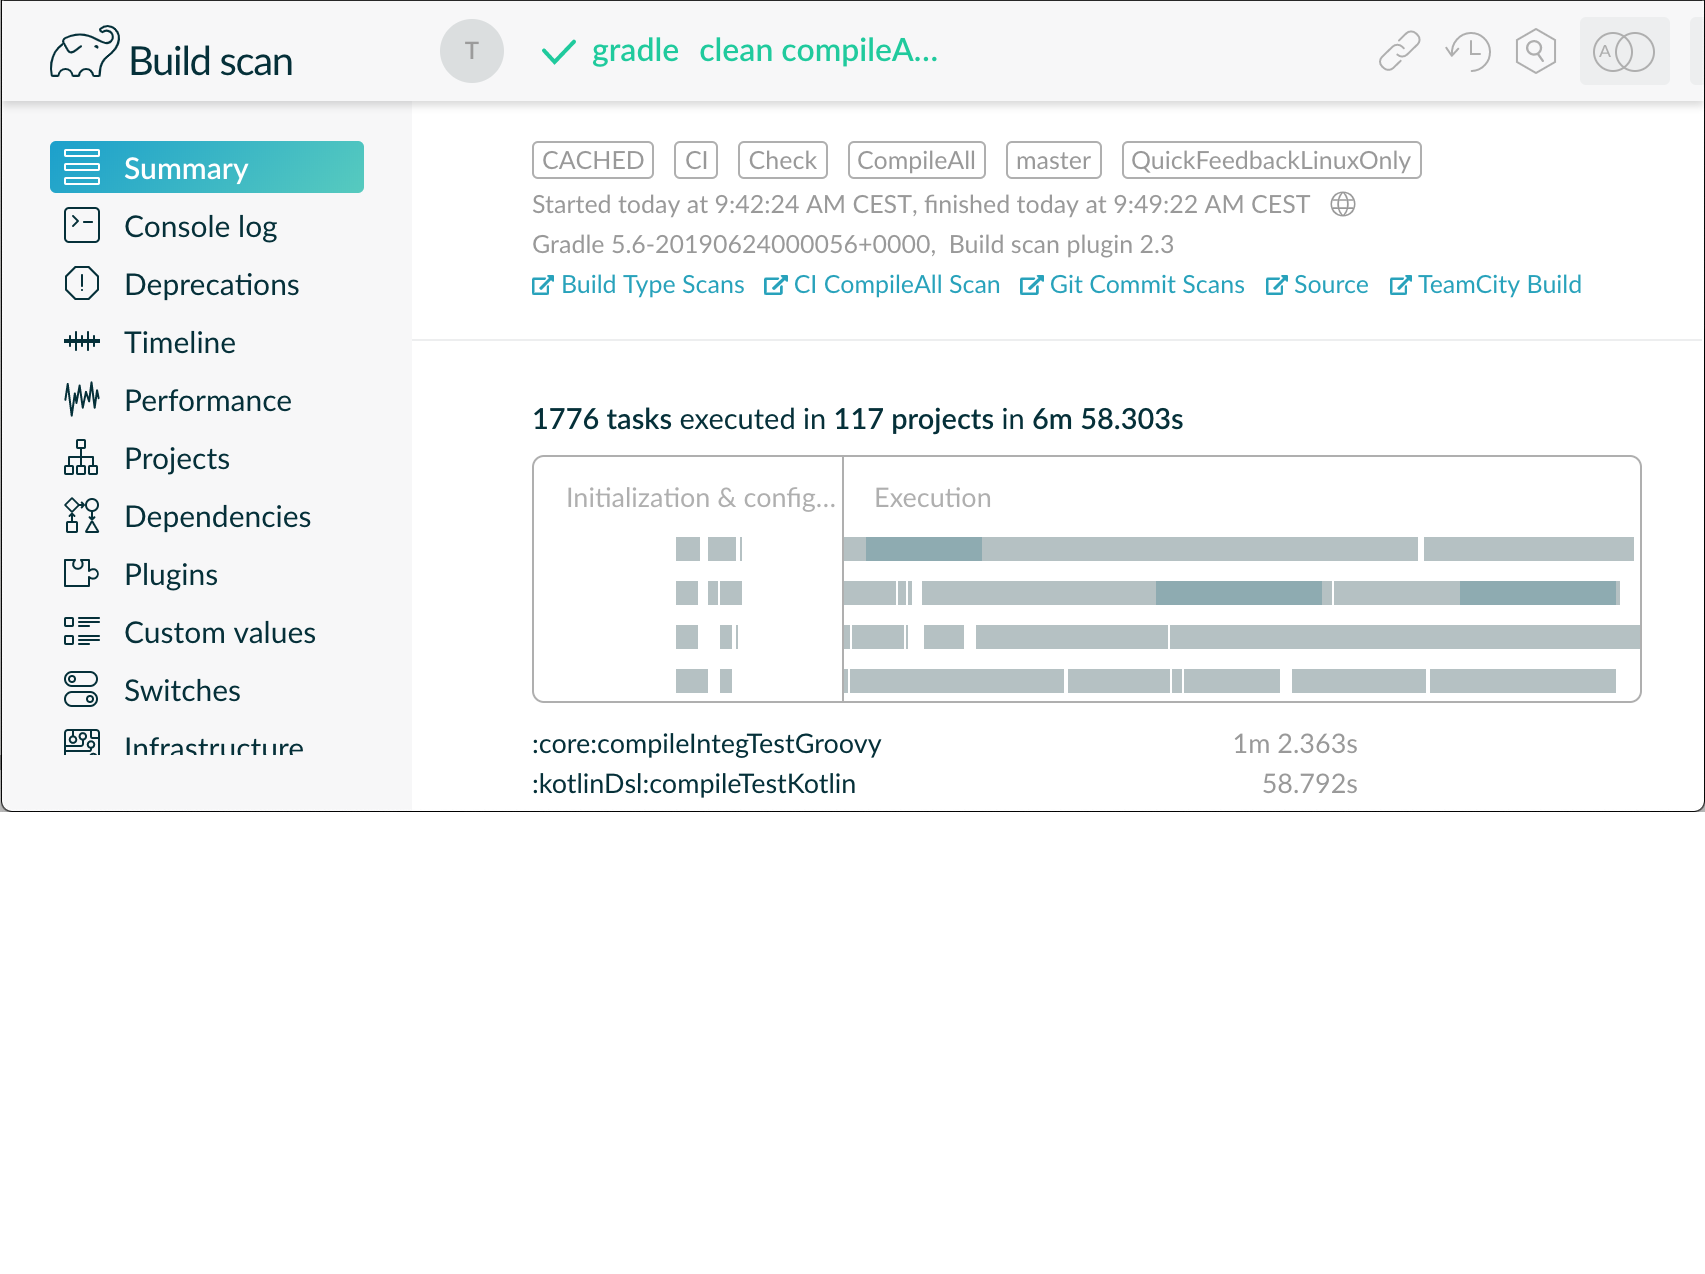 Build scan
T
gradle clean compileA...
A
Summary
Console log
Deprecations
Timeline
Performance
Projects
Dependencies
Plugins
Custom values
Switches
Infrastructure
CACHED CI Check CompileAll master QuickFeedbackLinuxOnly
Started today at 9:42:24 AM CEST, finished today at 9:49:22 AM CEST
Gradle 5.6-20190624000056+0000, Build scan plugin 2.3
Build Type Scans CI CompileAll Scan Git Commit Scans Source TeamCity Build
1776 tasks executed in 117 projects in 6m 58.303s
Initialization & config... Execution
:core:compileIntegTestGroovy 1m 2.363s
:kotlinDsl:compileTestKotlin 58.792s